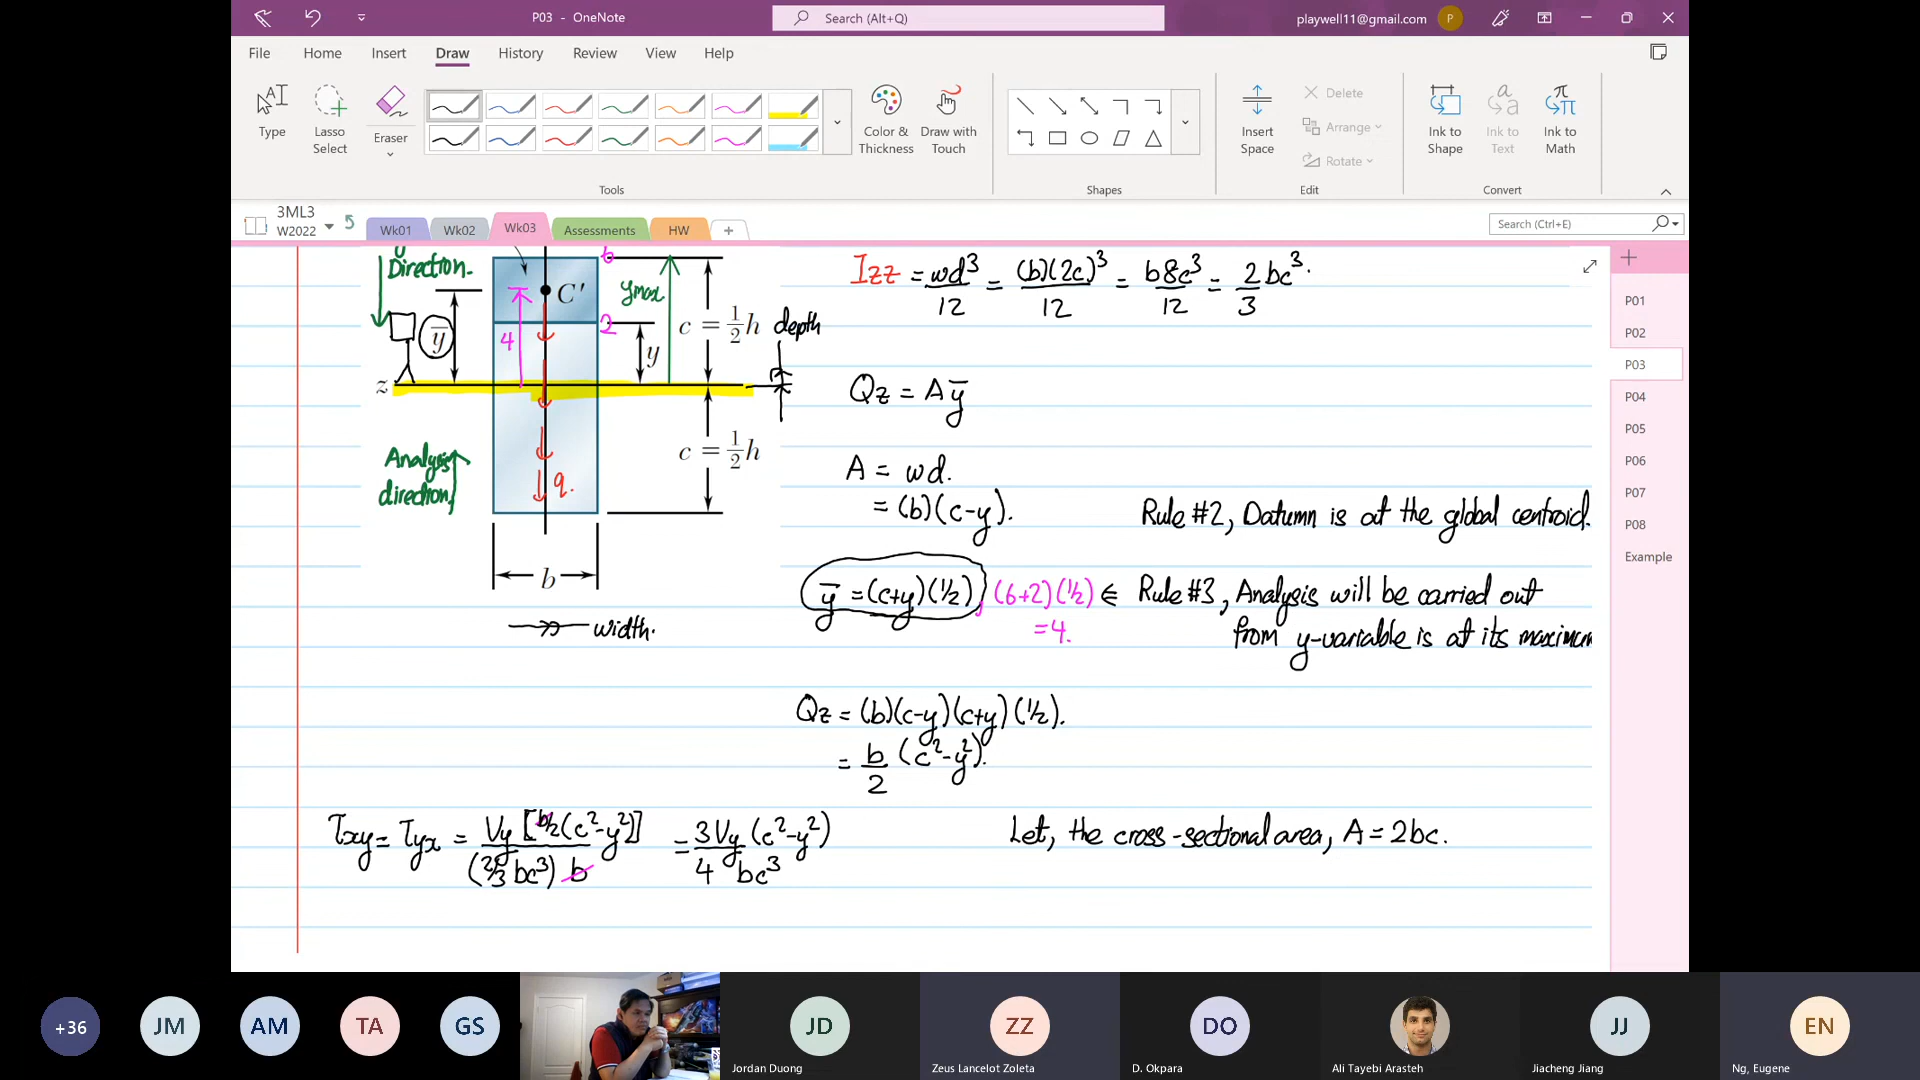 P03 - OneNote
Search (Alt+Q)
playwell11@gmail.com
P
File Home Insert Draw History Review View Help
Type
Lasso Select
Eraser
Color & Thickness
Draw with Touch
Insert Space
Delete
Arrange
Rotate
Ink to Shape
Ink to Text
Ink to Math
Tools
Shapes
Edit
Convert
3ML3
W2022
Wk01 Wk02 Wk03 Assessments HW
Search (Ctrl+E)
P01
P02
P03
P04
P05
P06
P07
P08
Example
Direction.
6
C'
ymax
c = 1/2 h
depth
2
4
y̅
y
z
Analysis
direction
q.
c = 1/2 h
b
width.
Izz = wd³/12 = (b)(2c)³/12 = b8c³/12 = 2/3 bc³.
Qz = A y̅
A = wd.
= (b)(c-y).
Rule #2, Datumn is at the global centroid.
y̅ = (c+y)(1/2), (6+2)(1/2)
= 4.
Rule #3, Analysis will be carried out
from y-variable is at its maximum
Qz = (b)(c-y)(c+y)(1/2).
= b/2 (c²-y²).
τxy = τyx = Vy [b/2(c²-y²)] / (2/3 bc³) b = 3Vy (c²-y²) / 4 bc³
Let, the cross-sectional area, A = 2bc.
+36
JM
AM
TA
GS
JD
Jordan Duong
ZZ
Zeus Lancelot Zoleta
DO
D. Okpara
Ali Tayebi Arasteh
JJ
Jiacheng Jiang
EN
Ng, Eugene